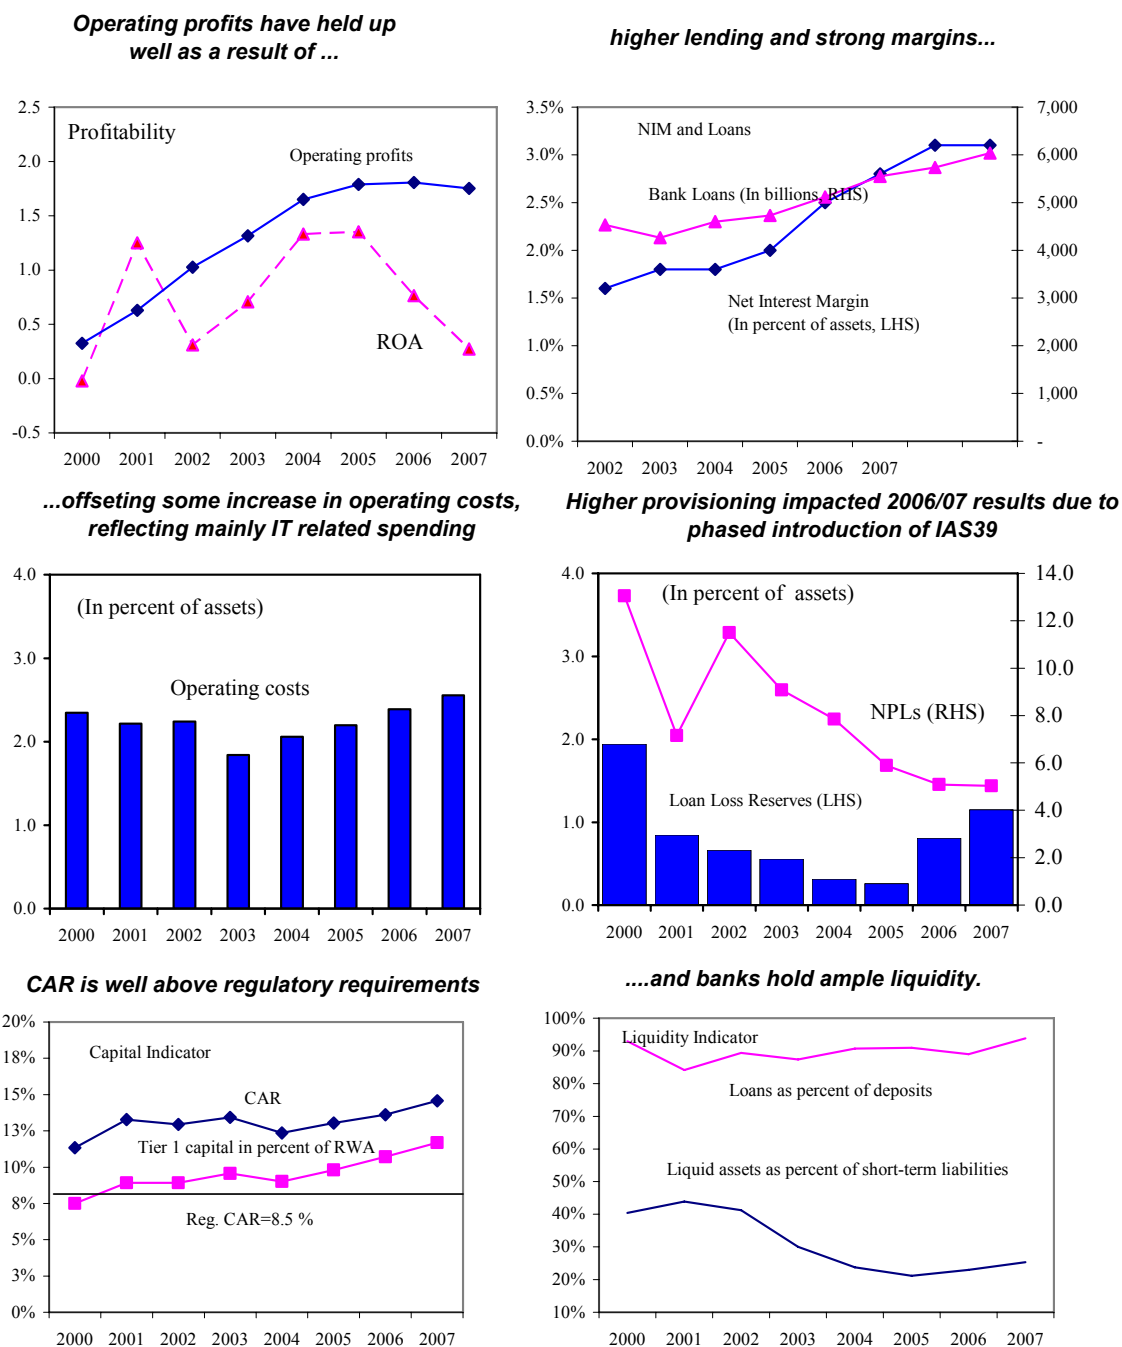 Operating profits have held up
well as a result of ...
higher lending and strong margins...
2.5
2.0
1.5
1.0
0.5
0.0
-0.5
Profitability
Operating profits
ROA
2000 2001 2002 2003 2004 2005 2006 2007
3.5%
3.0%
2.5%
2.0%
1.5%
1.0%
0.5%
0.0%
NIM and Loans
Bank Loans (In billions, RHS)
Net Interest Margin
(In percent of assets, LHS)
7,000
6,000
5,000
4,000
3,000
2,000
1,000
-
2002 2003 2004 2005 2006 2007
...offseting some increase in operating costs,
reflecting mainly IT related spending
Higher provisioning impacted 2006/07 results due to
phased introduction of IAS39
4.0
3.0
2.0
1.0
0.0
(In percent of assets)
Operating costs
2000 2001 2002 2003 2004 2005 2006 2007
4.0
3.0
2.0
1.0
0.0
(In percent of assets)
NPLs (RHS)
Loan Loss Reserves (LHS)
14.0
12.0
10.0
8.0
6.0
4.0
2.0
0.0
2000 2001 2002 2003 2004 2005 2006 2007
CAR is well above regulatory requirements
....and banks hold ample liquidity.
20%
18%
15%
13%
10%
8%
5%
3%
0%
Capital Indicator
CAR
Tier 1 capital in percent of RWA
Reg. CAR=8.5 %
2000 2001 2002 2003 2004 2005 2006 2007
100%
90%
80%
70%
60%
50%
40%
30%
20%
10%
Liquidity Indicator
Loans as percent of deposits
Liquid assets as percent of short-term liabilities
2000 2001 2002 2003 2004 2005 2006 2007